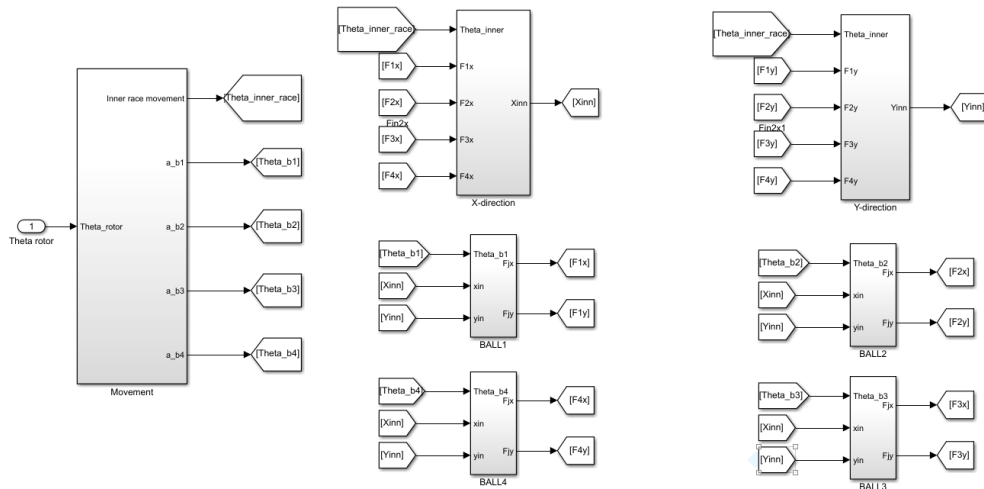 1
Theta rotor
Theta_rotor
Inner race movement
a_b1
a_b2
a_b3
a_b4
Movement
[Theta_inner_race]
[Theta_b1]
[Theta_b2]
[Theta_b3]
[Theta_b4]
[Theta_inner_race]
[F1x]
[F2x]
Fin2x
[F3x]
[F4x]
Theta_inner
F1x
F2x
F3x
F4x
Xinn
X-direction
[Xinn]
[Theta_inner_race]
[F1y]
[F2y]
Fin2x1
[F3y]
[F4y]
Theta_inner
F1y
F2y
F3y
F4y
Yinn
Y-direction
[Yinn]
[Theta_b1]
[Xinn]
[Yinn]
Theta_b1
Fjx
xin
Fjy
yin
BALL1
[F1x]
[F1y]
[Theta_b2]
[Xinn]
[Yinn]
Theta_b2
Fjx
xin
Fjy
yin
BALL2
[F2x]
[F2y]
[Theta_b4]
[Xinn]
[Yinn]
Theta_b4
Fjx
xin
Fjy
yin
BALL4
[F4x]
[F4y]
[Theta_b3]
[Xinn]
[Yinn]
Theta_b3
Fjx
xin
Fjy
yin
BALL3
[F3x]
[F3y]